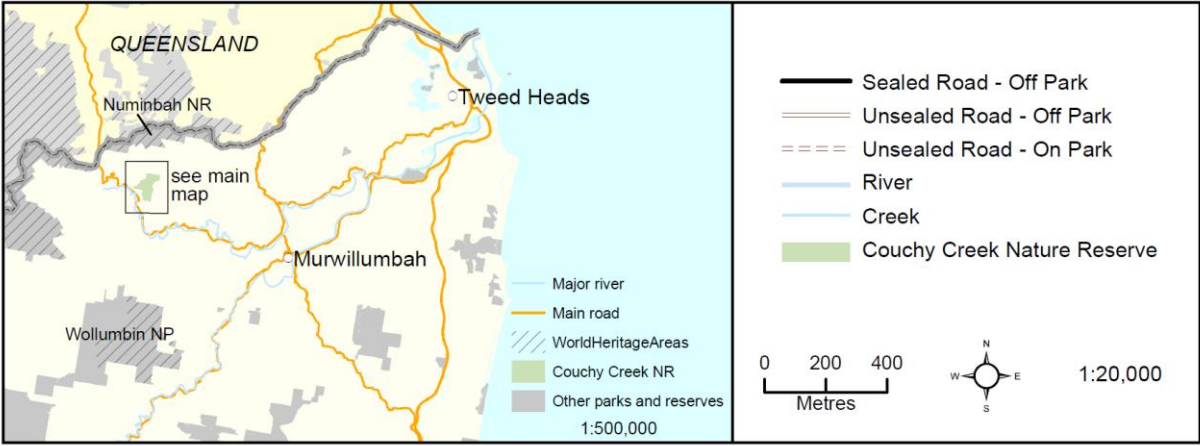 QUEENSLAND
Numinbah NR
Tweed Heads
see main
map
Murwillumbah
Wollumbin NP
Major river
Main road
WorldHeritageAreas
Couchy Creek NR
Other parks and reserves
1:500,000
Sealed Road - Off Park
Unsealed Road - Off Park
Unsealed Road - On Park
River
Creek
Couchy Creek Nature Reserve
0 200 400
Metres
N
W E
S
1:20,000